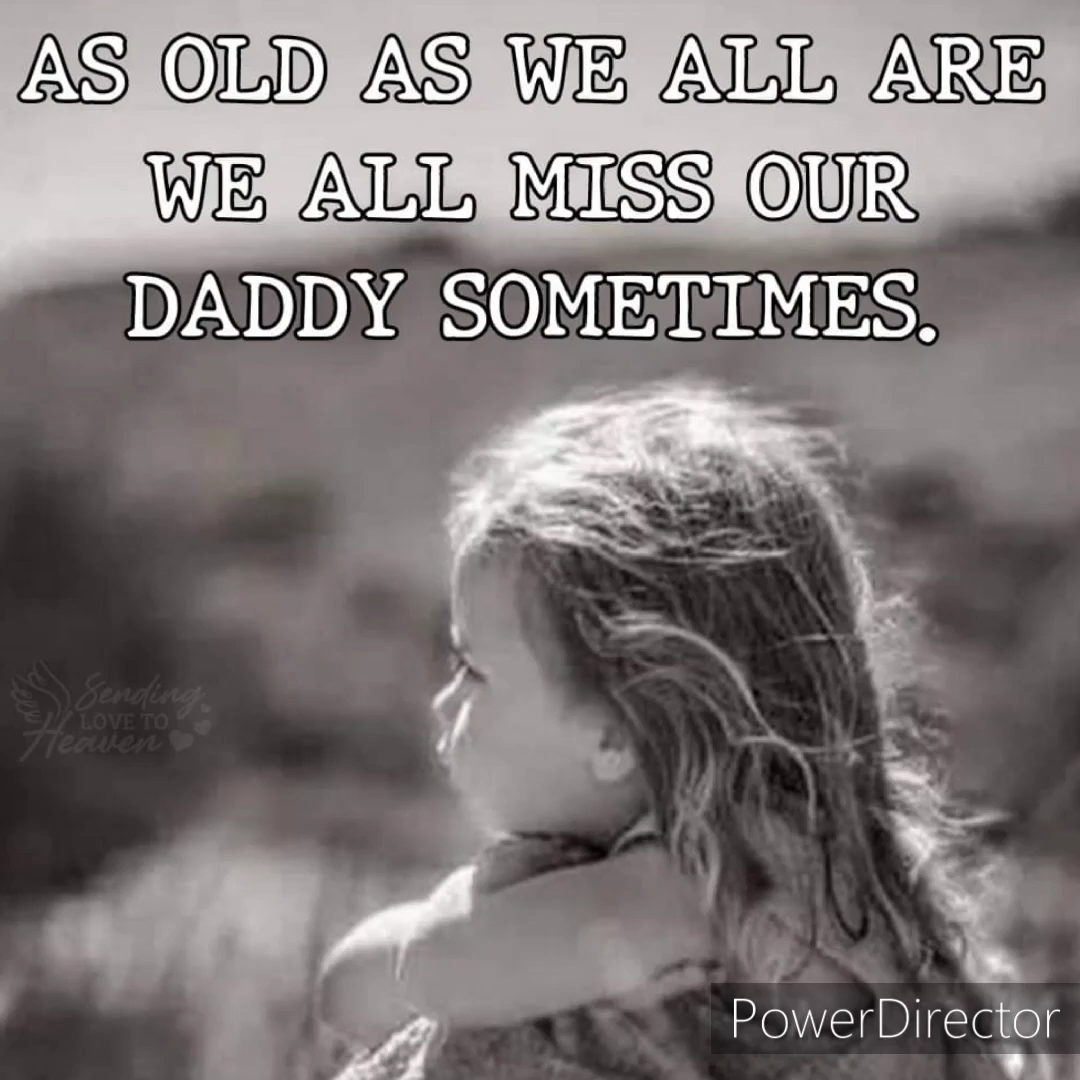 AS OLD AS WE ALL ARE
WE ALL MISS OUR
DADDY SOMETIMES.
Sending
LOVE TO
Heaven
PowerDirector